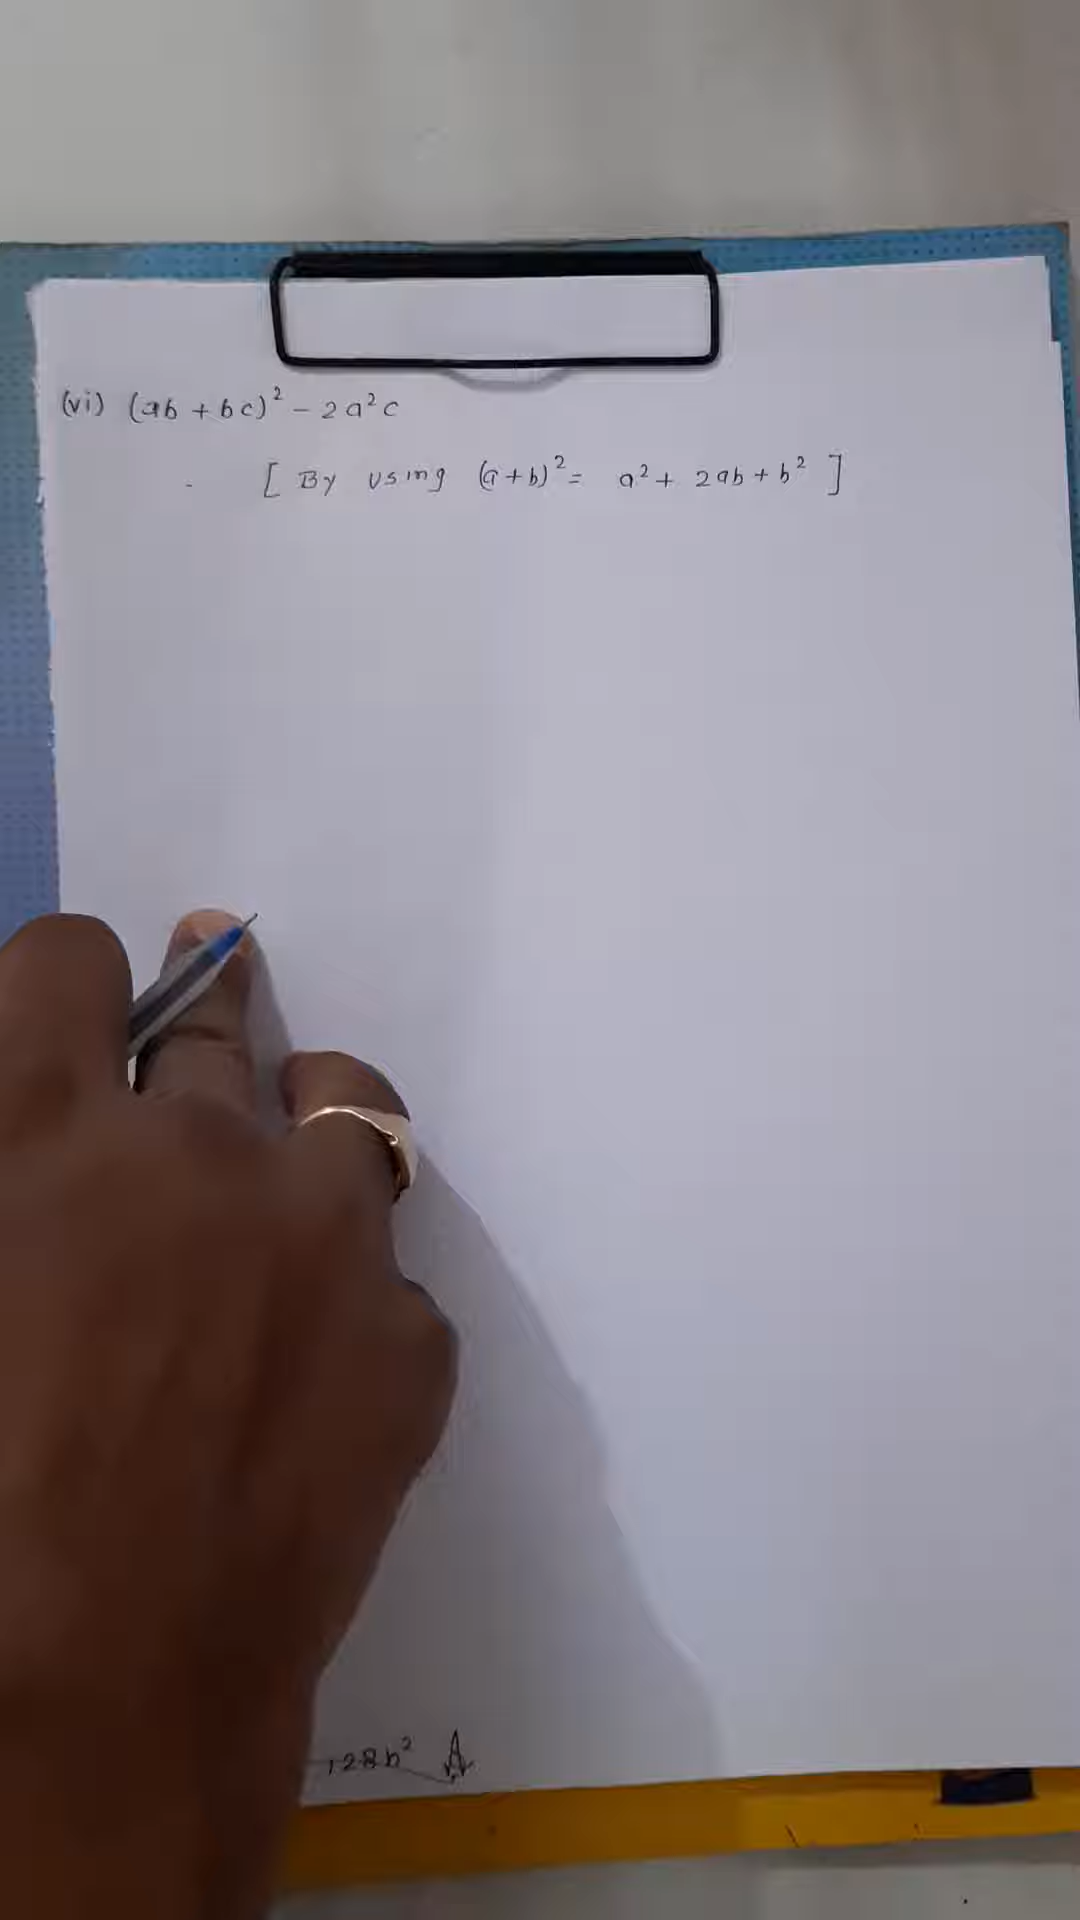 (vi) (ab + bc)² - 2a²c
[ By using (a+b)² = a² + 2ab + b² ]
128b²